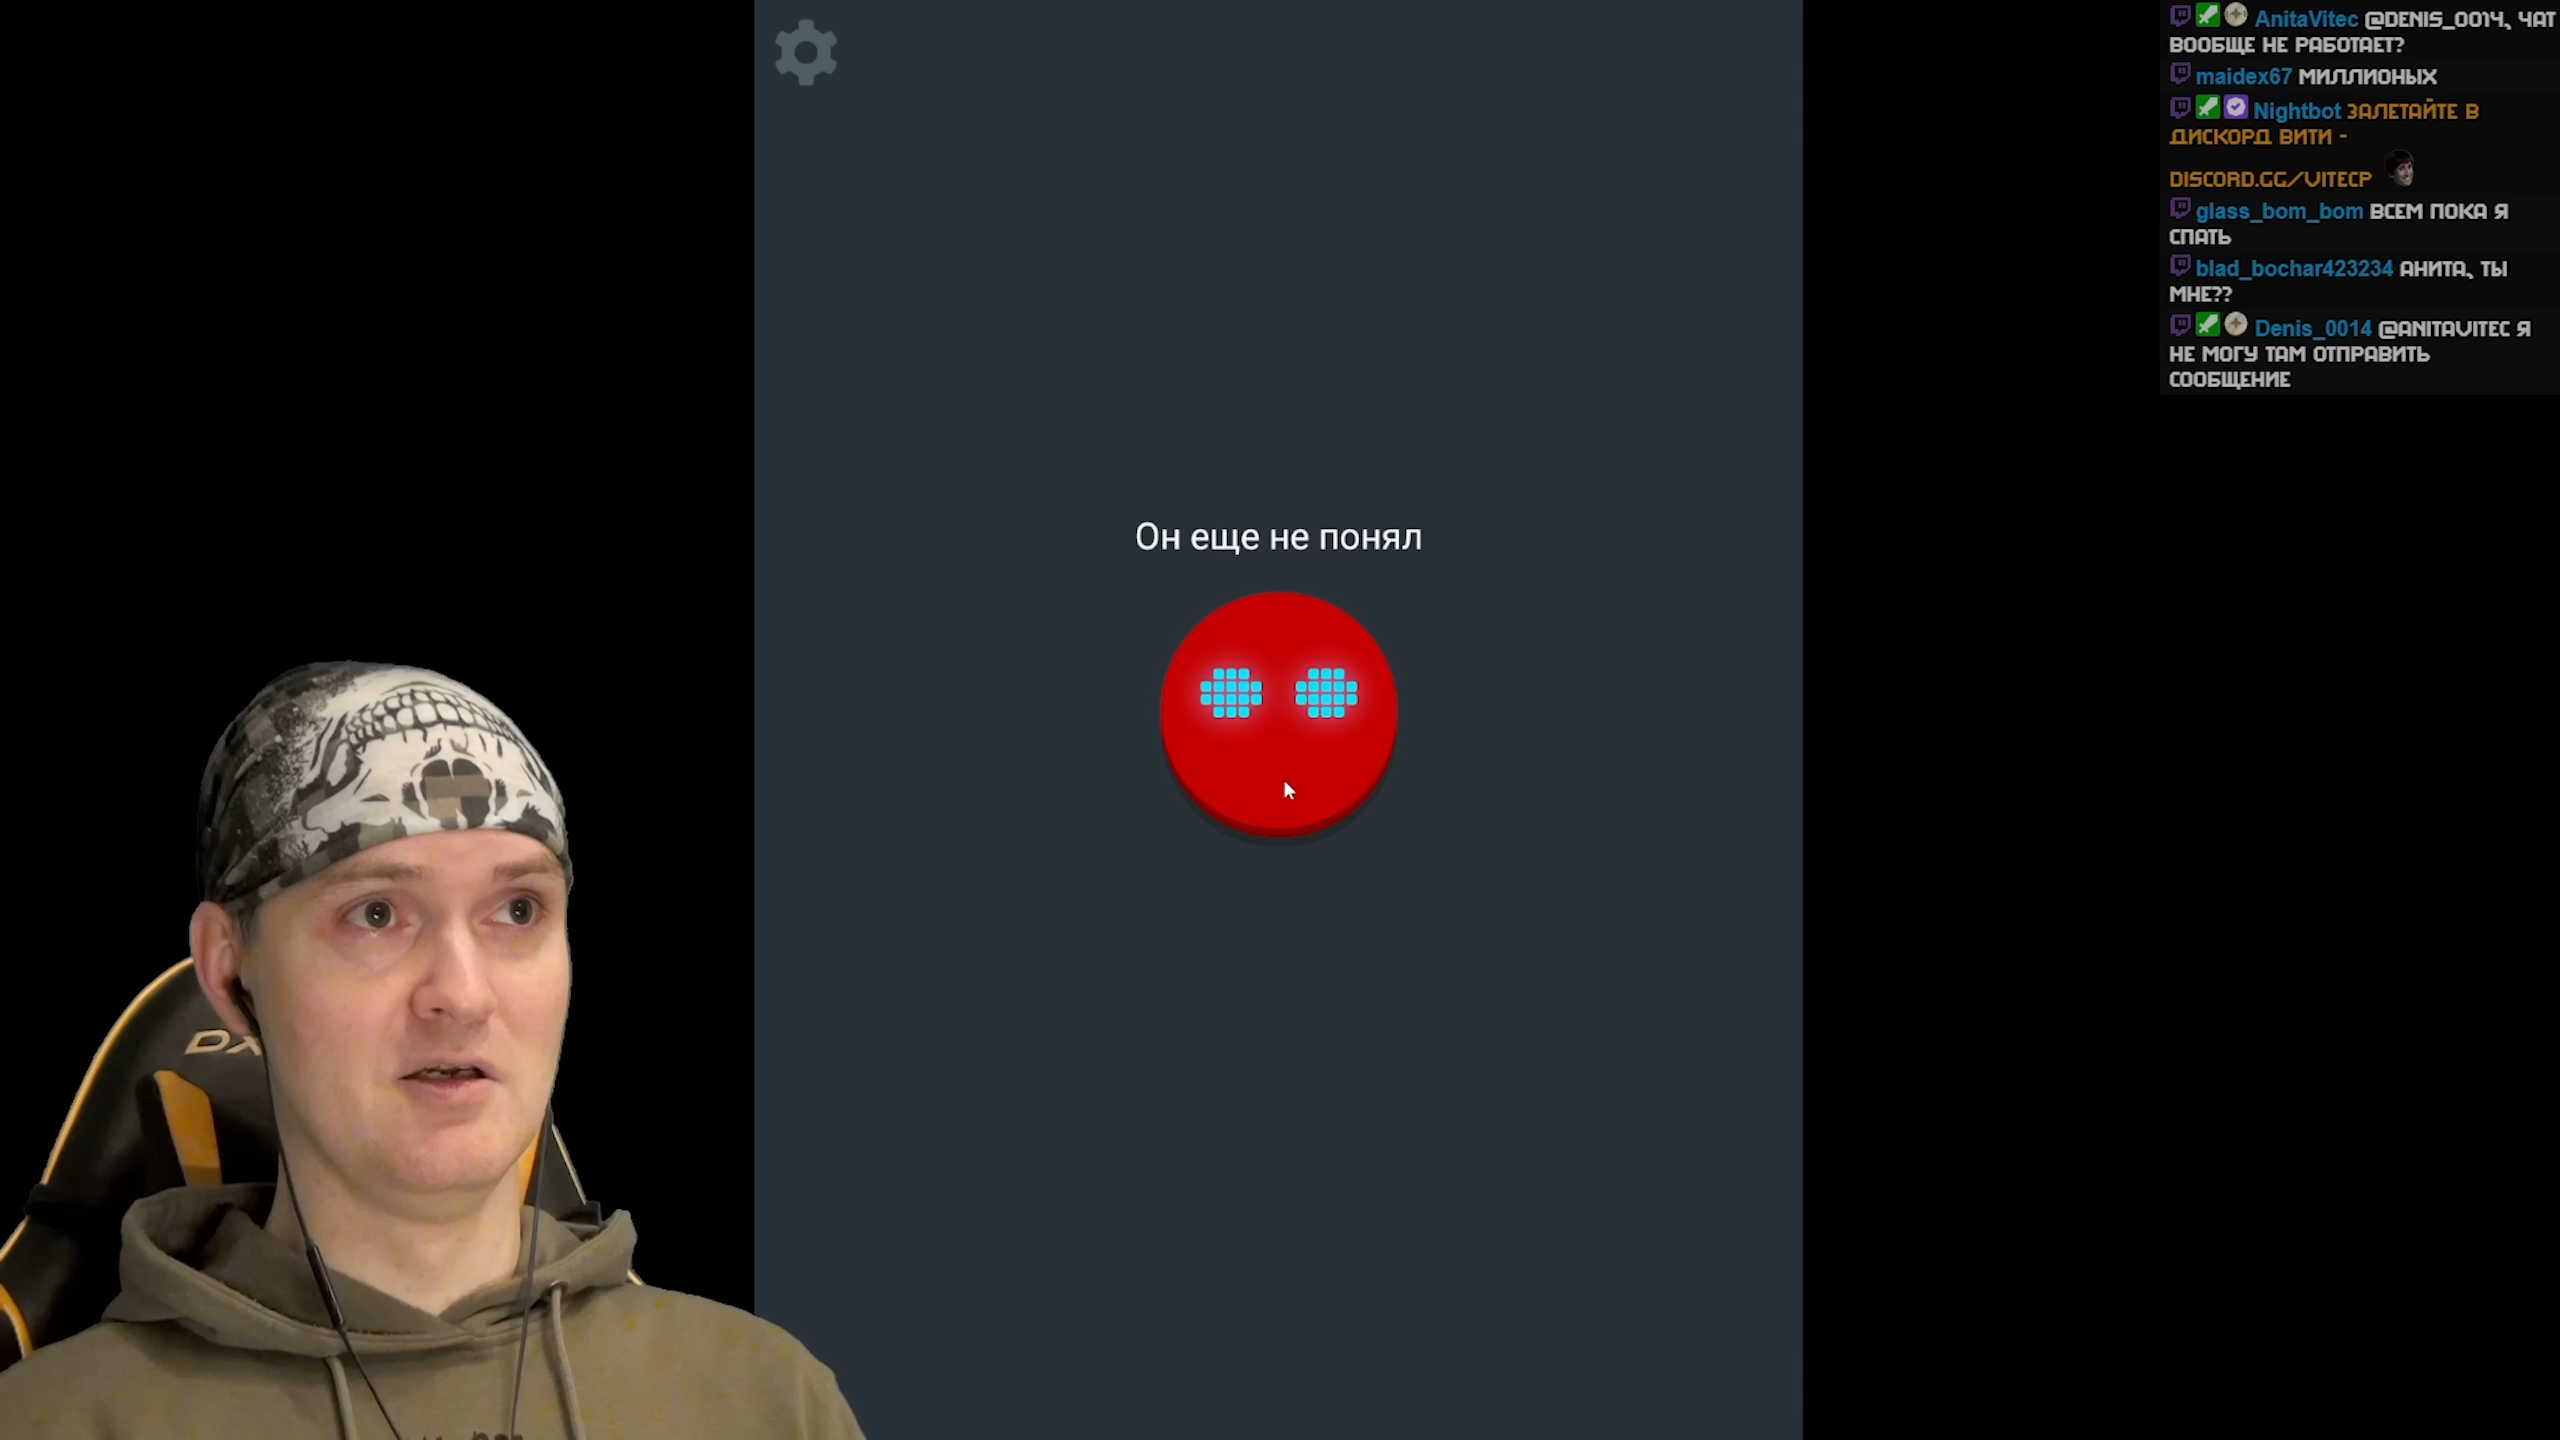 AnitaVitec @DENIS_0014, ЧАТ
ВООБЩЕ НЕ РАБОТАЕТ?
maidex67 МИЛЛИОНЫХ
Nightbot ЗАЛЕТАЙТЕ В
ДИСКОРД ВИТИ -
DISCORD.GG/VITECP
glass_bom_bom ВСЕМ ПОКА Я
СПАТЬ
blad_bochar423234 АНИТА, ТЫ
МНЕ??
Denis_0014 @ANITAVITEC Я
НЕ МОГУ ТАМ ОТПРАВИТЬ
СООБЩЕНИЕ
Он еще не понял
DX